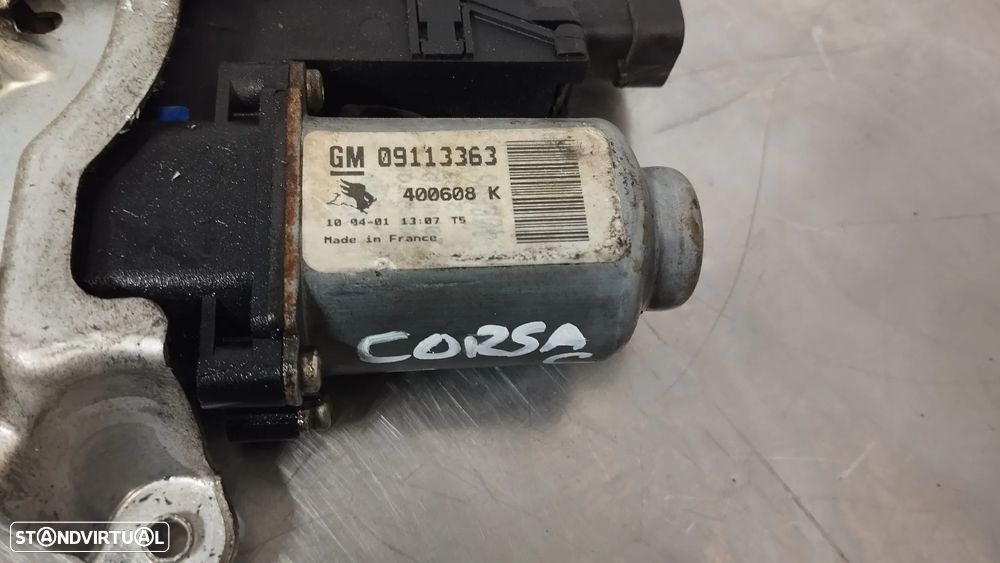 GM 09113363
400608 K
10-04-01 13:07 T5
Made in France
CORSA
C
STANDVIRTUAL